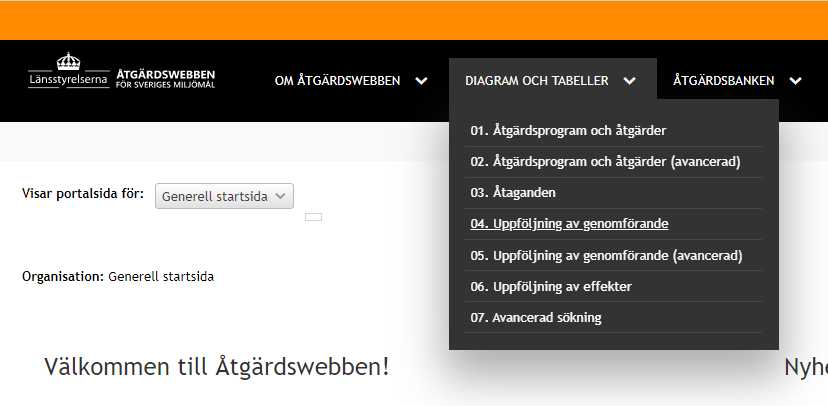 Länsstyrelserna
ÅTGÄRDSWEBBEN
FÖR SVERIGES MILJÖMÅL
OM ÅTGÄRDSWEBBEN
DIAGRAM OCH TABELLER
ÅTGÄRDSBANKEN
01. Åtgärdsprogram och åtgärder
02. Åtgärdsprogram och åtgärder (avancerad)
03. Åtaganden
04. Uppföljning av genomförande
05. Uppföljning av genomförande (avancerad)
06. Uppföljning av effekter
07. Avancerad sökning
Visar portalsida för: Generell startsida
Organisation: Generell startsida
Välkommen till Åtgärdswebben!
Nyhe